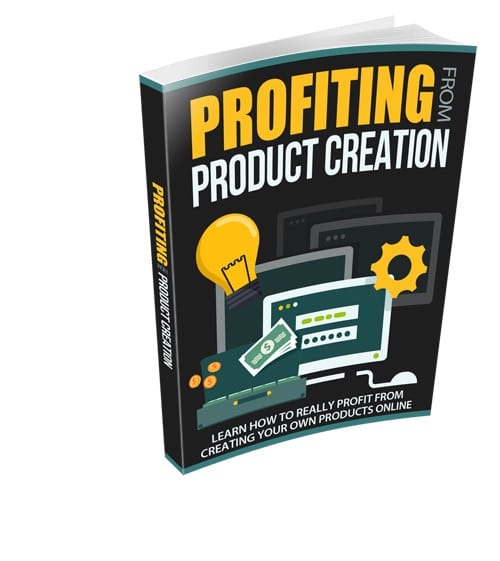 PROFITING
FROM
PRODUCT CREATION
LEARN HOW TO REALLY PROFIT FROM
CREATING YOUR OWN PRODUCTS ONLINE
PROFITING FROM PRODUCT CREATION